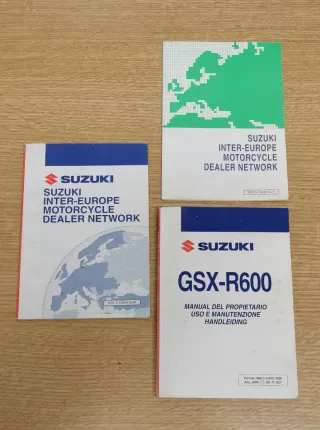 SUZUKI
INTER-EUROPE
MOTORCYCLE
DEALER NETWORK
SUZUKI
SUZUKI
INTER-EUROPE
MOTORCYCLE
DEALER NETWORK
SUZUKI
GSX-R600
MANUAL DEL PROPIETARIO
USO E MANUTENZIONE
HANDLEIDING